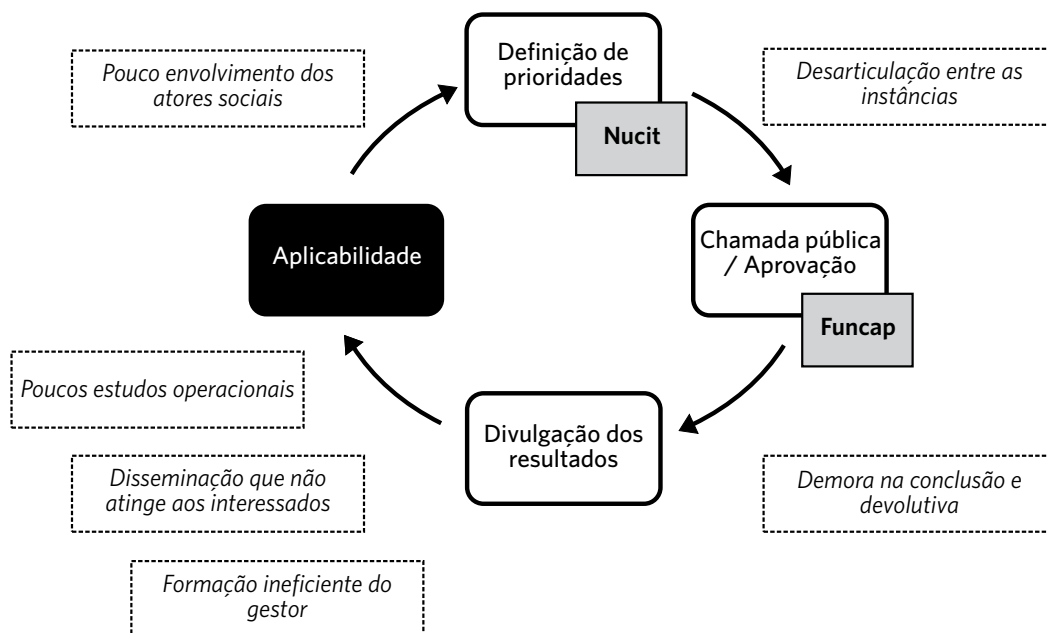 Pouco envolvimento dos
atores sociais
Definição de
prioridades
Nucit
Desarticulação entre as
instâncias
Aplicabilidade
Chamada pública
/ Aprovação
Funcap
Poucos estudos operacionais
Divulgação dos
resultados
Disseminação que não
atinge aos interessados
Demora na conclusão e
devolutiva
Formação ineficiente do
gestor